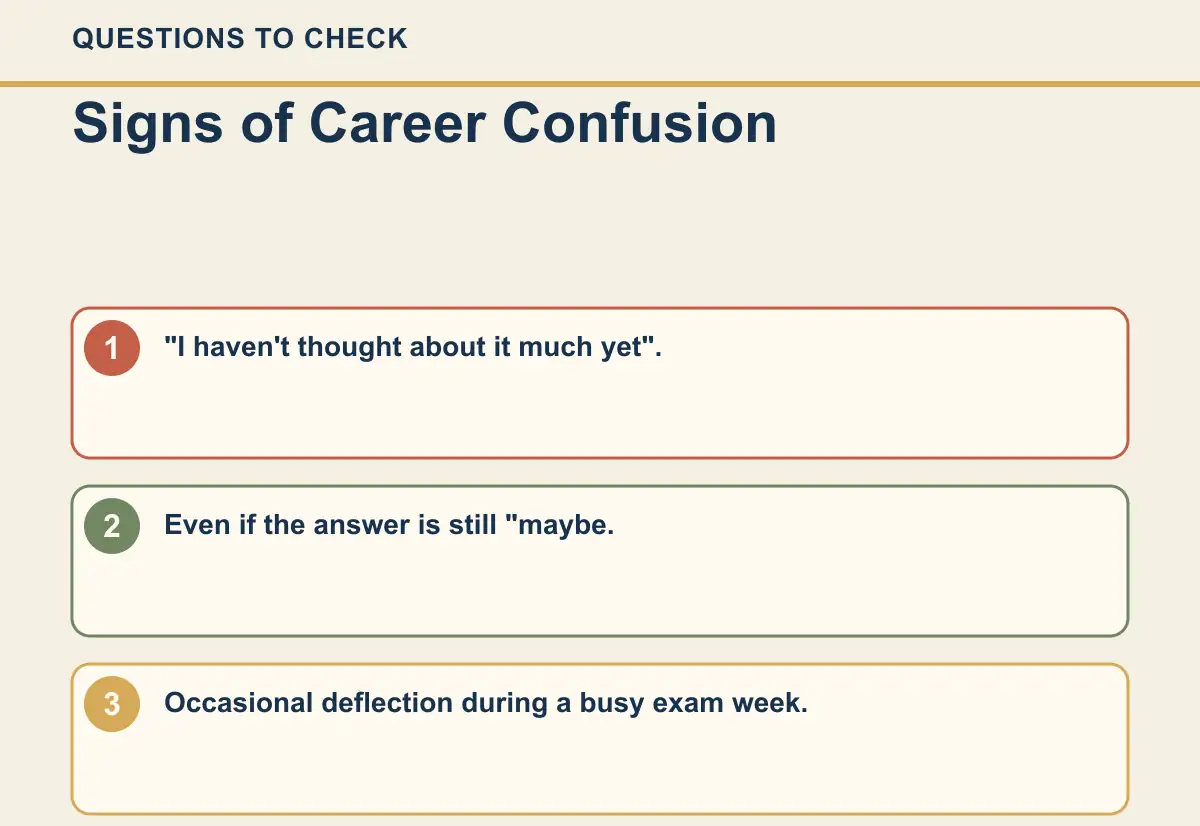 QUESTIONS TO CHECK
Signs of Career Confusion
1
"I haven't thought about it much yet".
2
Even if the answer is still "maybe.
3
Occasional deflection during a busy exam week.